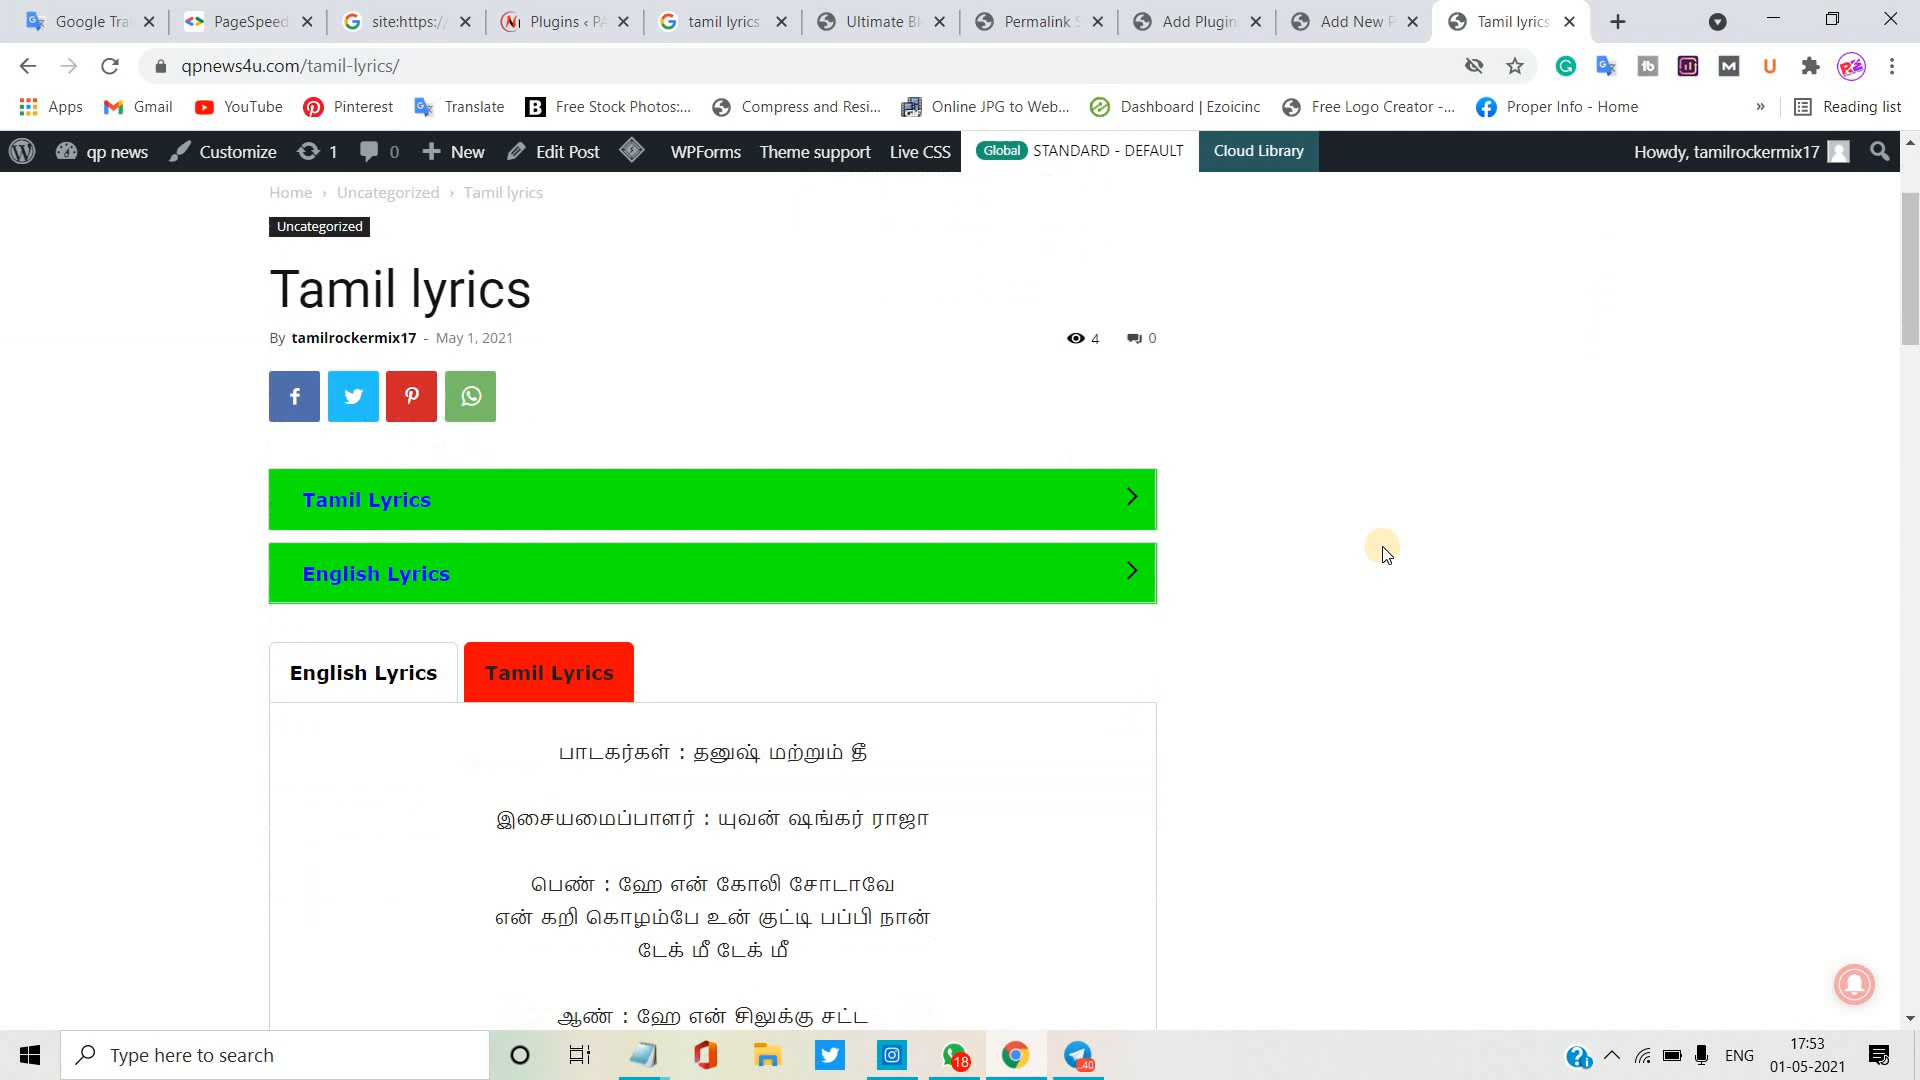 Google Tra
PageSpeed
site:https:/
Plugins ‹ PA
tamil lyrics
Ultimate Bl
Permalink S
Add Plugin
Add New P
Tamil lyrics
qpnews4u.com/tamil-lyrics/
Apps
Gmail
YouTube
Pinterest
Translate
Free Stock Photos:...
Compress and Resi...
Online JPG to Web...
Dashboard | Ezoicinc
Free Logo Creator -...
Proper Info - Home
»
Reading list
qp news
Customize
1
0
New
Edit Post
WPForms
Theme support
Live CSS
Global STANDARD - DEFAULT
Cloud Library
Howdy, tamilrockermix17
Home › Uncategorized › Tamil lyrics
Uncategorized
Tamil lyrics
By tamilrockermix17 - May 1, 2021
4
0
Tamil Lyrics
English Lyrics
English Lyrics
Tamil Lyrics
பாடகர்கள் : தனுஷ் மற்றும் தீ
இசையமைப்பாளர் : யுவன் ஷங்கர் ராஜா
பெண் : ஹே என் கோலி சோடாவே
என் கறி கொழம்பே உன் குட்டி பப்பி நான்
டேக் மீ டேக் மீ
ஆண் : ஹே என் சிலுக்கு சட்ட
Type here to search
18
40
ENG
17:53
01-05-2021